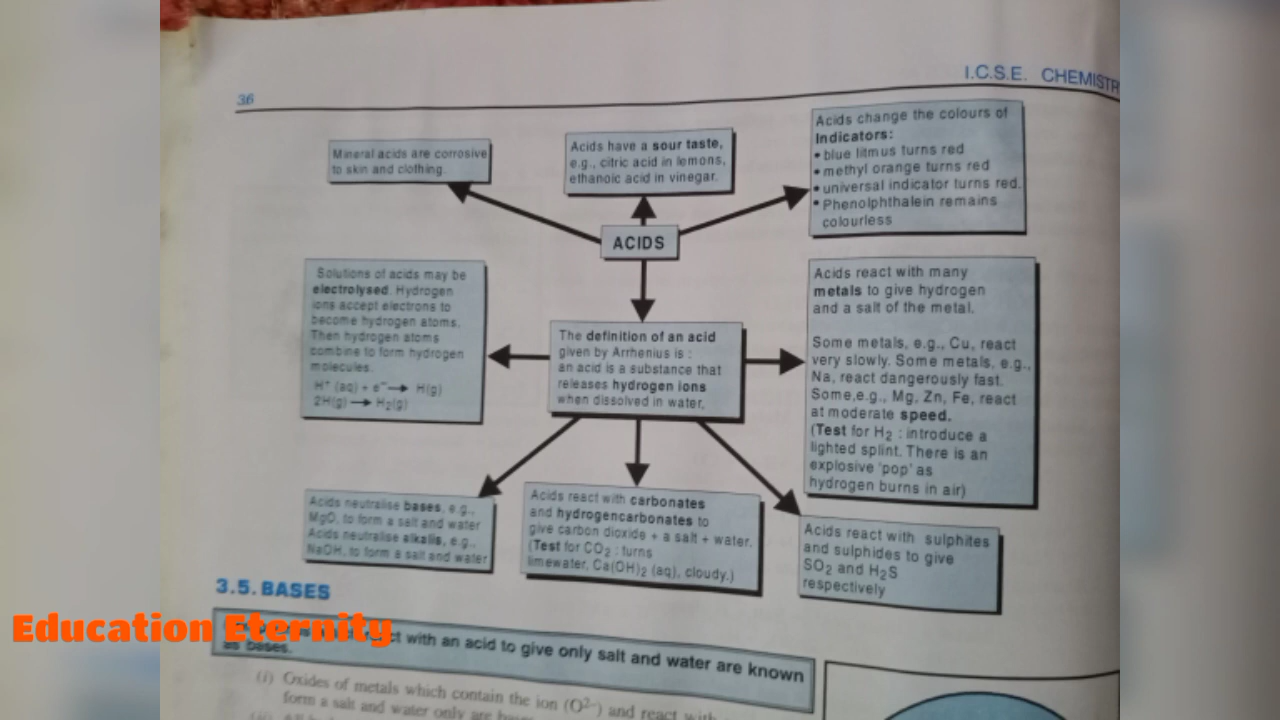 I.C.S.E. CHEMISTR
36
Mineral acids are corrosive
to skin and clothing.
Acids have a sour taste,
e.g., citric acid in lemons,
ethanoic acid in vinegar.
Acids change the colours of
Indicators:
• blue litmus turns red
• methyl orange turns red
• universal indicator turns red.
• Phenolphthalein remains
colourless
ACIDS
Solutions of acids may be
electrolysed. Hydrogen
ions accept electrons to
become hydrogen atoms.
Then hydrogen atoms
combine to form hydrogen
molecules.
H⁺ (aq) + e⁻ → H(g)
2H(g) → H₂(g)
The definition of an acid
given by Arrhenius is :
an acid is a substance that
releases hydrogen ions
when dissolved in water.
Acids react with many
metals to give hydrogen
and a salt of the metal.
Some metals, e.g., Cu, react
very slowly. Some metals, e.g.,
Na, react dangerously fast.
Some,e.g., Mg, Zn, Fe, react
at moderate speed.
(Test for H₂ : introduce a
lighted splint. There is an
explosive 'pop' as
hydrogen burns in air)
Acids neutralise bases, e.g.,
MgO, to form a salt and water
Acids neutralise alkalis, e.g.,
NaOH, to form a salt and water
Acids react with carbonates
and hydrogencarbonates to
give carbon dioxide + a salt + water.
(Test for CO₂ : turns
limewater, Ca(OH)₂ (aq), cloudy.)
Acids react with sulphites
and sulphides to give
SO₂ and H₂S
respectively
3.5. BASES
Education Eternity
with an acid to give only salt and water are known
as bases.
(i) Oxides of metals which contain the ion (O²⁻) and react with
form a salt and water only are